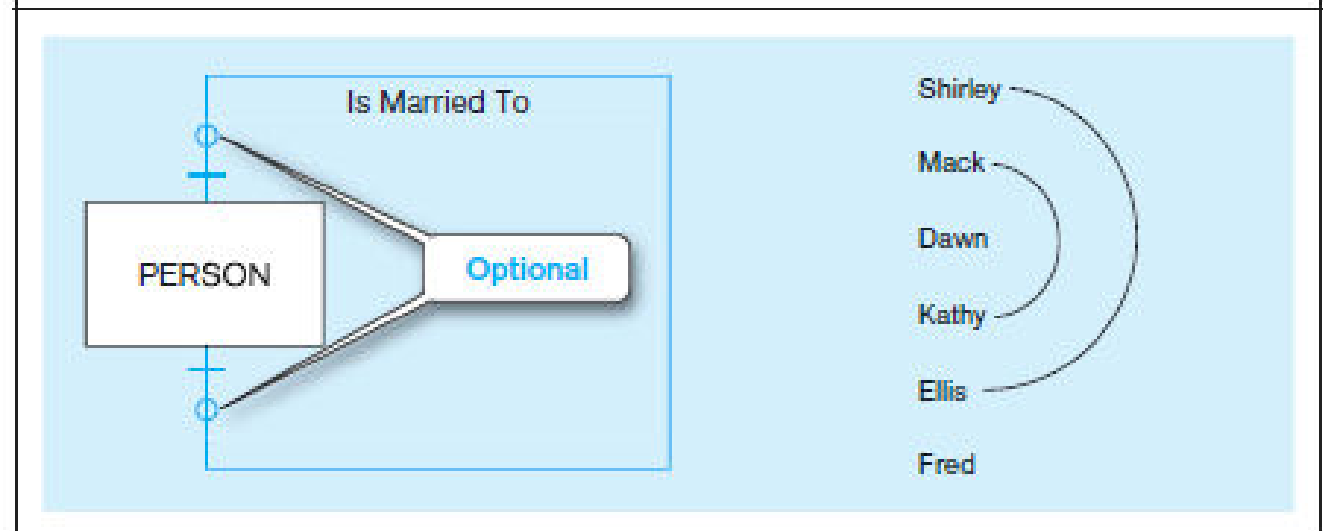 Is Married To
PERSON
Optional
Shirley
Mack
Dawn
Kathy
Ellis
Fred